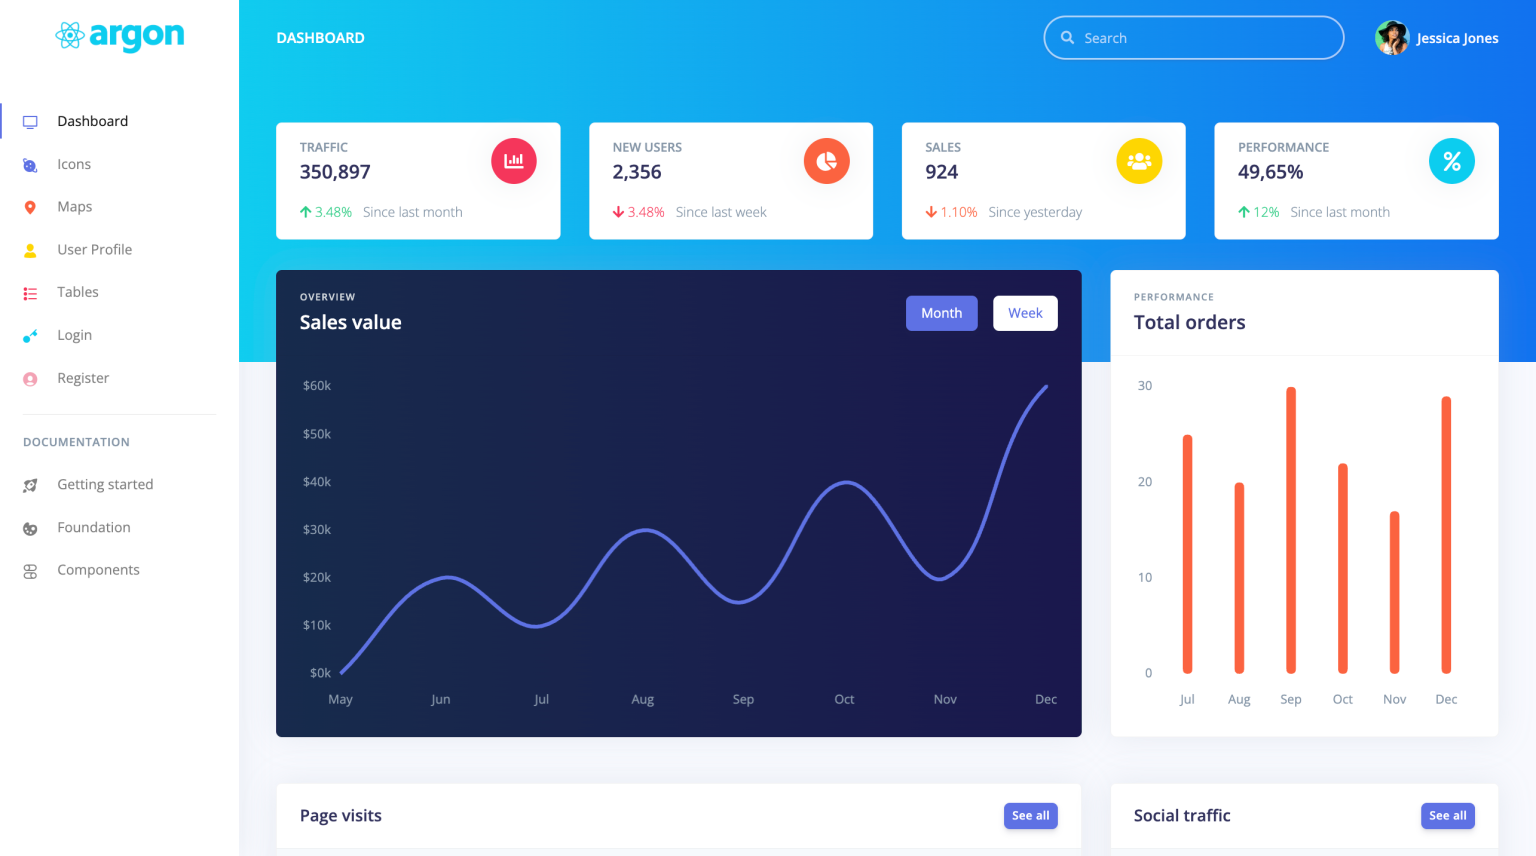 argon
Dashboard
Icons
Maps
User Profile
Tables
Login
Register
DOCUMENTATION
Getting started
Foundation
Components
DASHBOARD
Search
Jessica Jones
TRAFFIC
350,897
3.48% Since last month
NEW USERS
2,356
3.48% Since last week
SALES
924
1.10% Since yesterday
PERFORMANCE
49,65%
12% Since last month
OVERVIEW
Sales value
Month
Week
$60k
$50k
$40k
$30k
$20k
$10k
$0k
May Jun Jul Aug Sep Oct Nov Dec
PERFORMANCE
Total orders
30
20
10
0
Jul Aug Sep Oct Nov Dec
Page visits
See all
Social traffic
See all